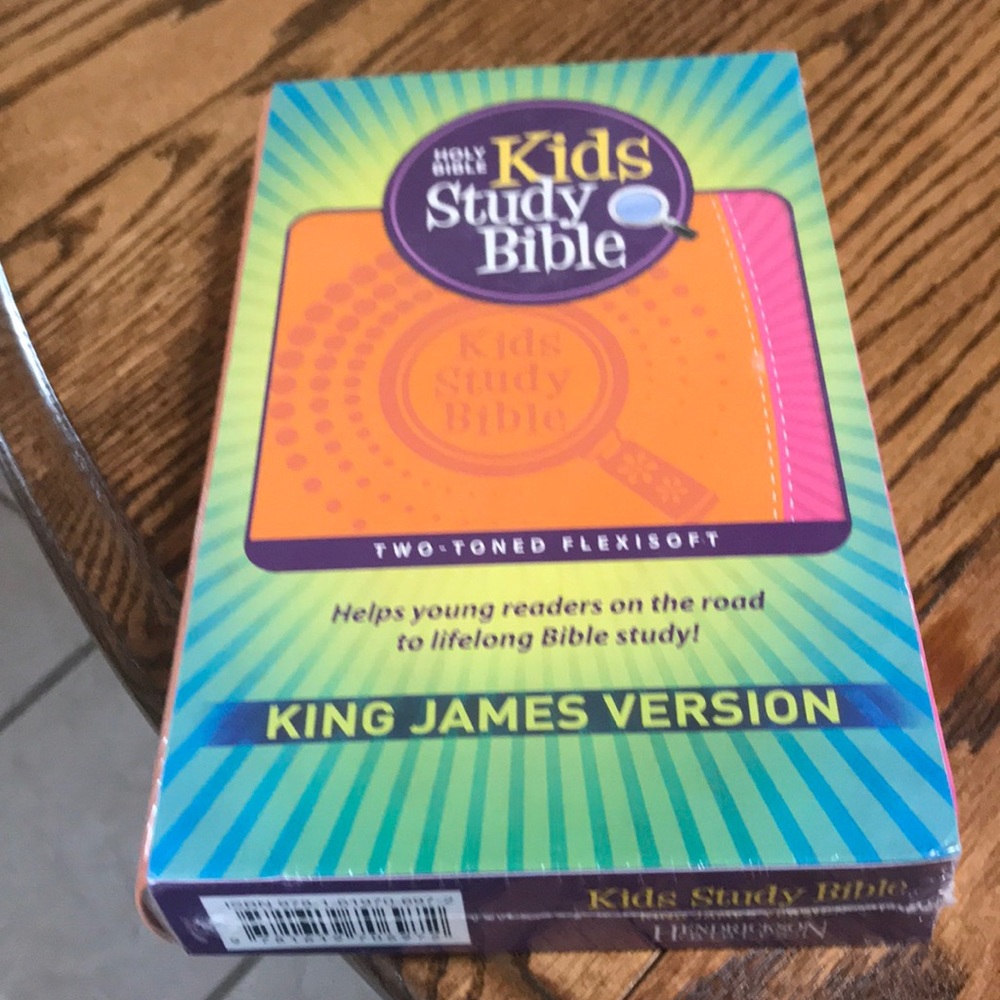 HOLY
BIBLE
Kids
Study
Bible
Kids
Study
Bible
TWO-TONED FLEXISOFT
Helps young readers on the road
to lifelong Bible study!
KING JAMES VERSION
Kids Study Bible
HENDRICKSON